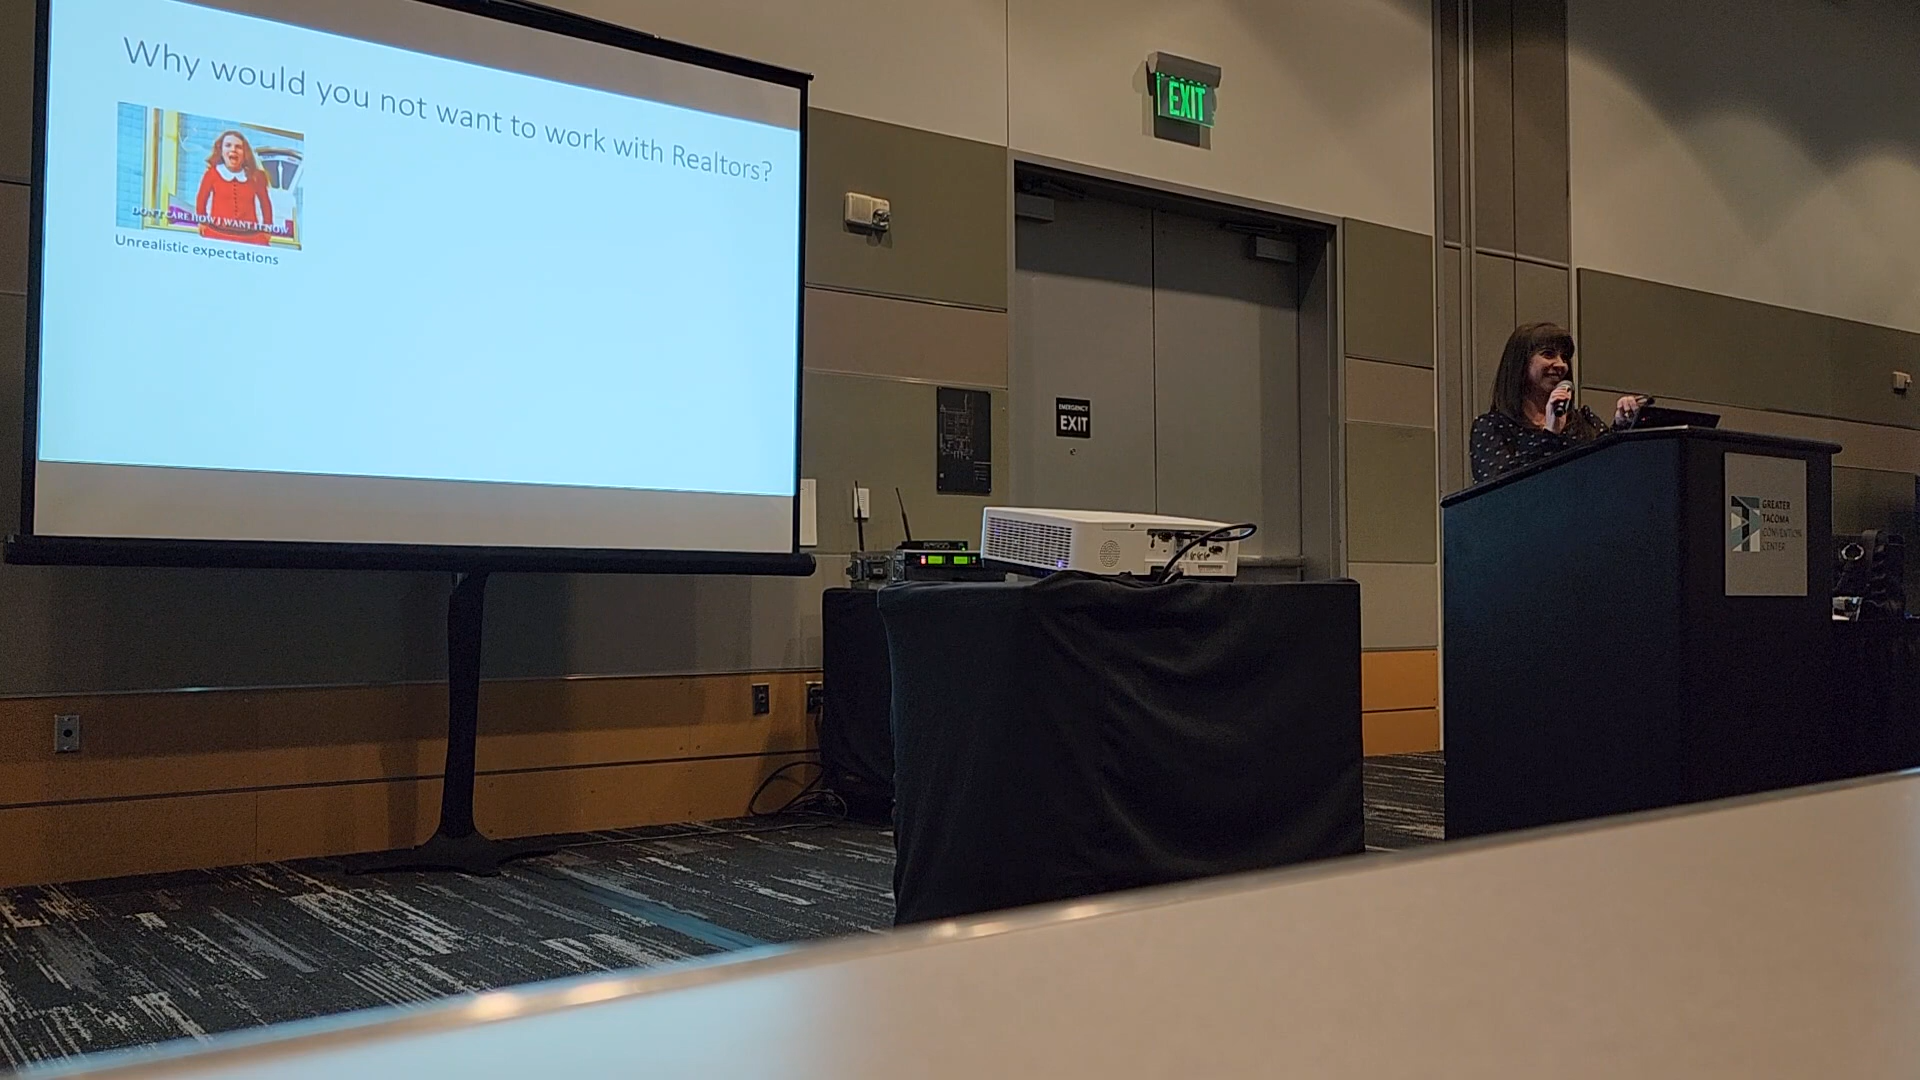 Why would you not want to work with Realtors?
DON'T CARE HOW, I WANT IT NOW
Unrealistic expectations
EXIT
EMERGENCY
EXIT
GREATER
TACOMA
CONVENTION
CENTER